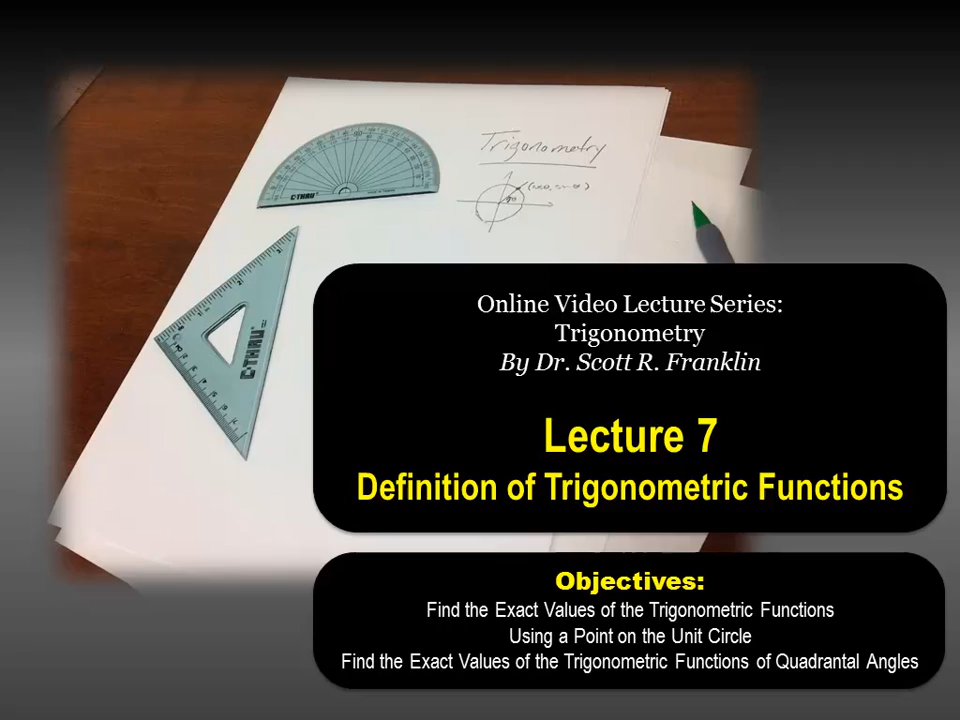 Trigonometry
C-THRU
C-THRU
Online Video Lecture Series:
Trigonometry
By Dr. Scott R. Franklin
Lecture 7
Definition of Trigonometric Functions
Objectives:
Find the Exact Values of the Trigonometric Functions
Using a Point on the Unit Circle
Find the Exact Values of the Trigonometric Functions of Quadrantal Angles